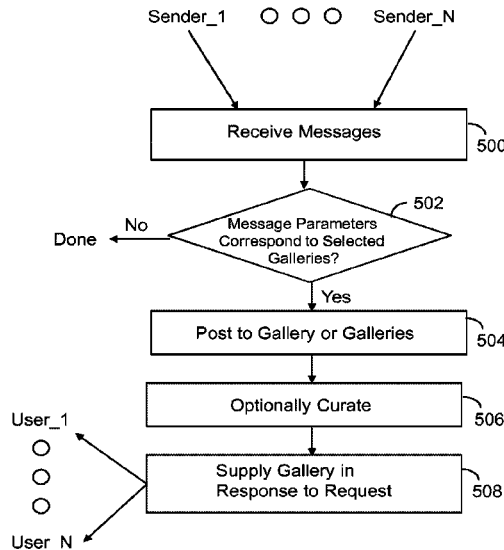 Sender_1
Sender_N
Receive Messages
500
502
Message Parameters
Correspond to Selected
Galleries?
No
Done
Yes
Post to Gallery or Galleries
504
Optionally Curate
506
User_1
Supply Gallery in
Response to Request
508
User_N